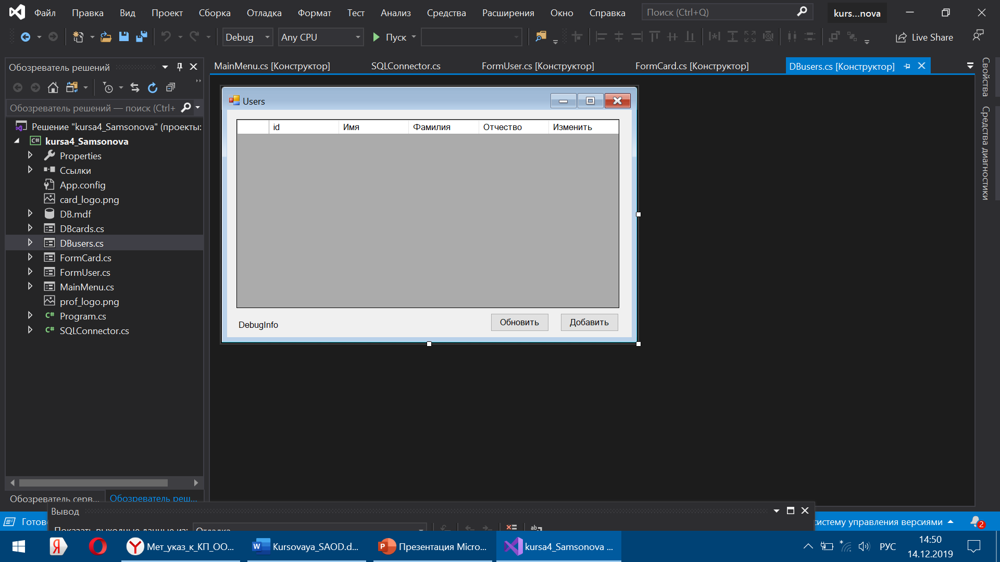 Файл Правка Вид Проект Сборка Отладка Формат Тест Анализ Средства Расширения Окно Справка Поиск (Ctrl+Q) kurs...nova
Debug Any CPU Пуск Live Share
Обозреватель решений
MainMenu.cs [Конструктор] SQLConnector.cs FormUser.cs [Конструктор] FormCard.cs [Конструктор] DBusers.cs [Конструктор]
Обозреватель решений — поиск (Ctrl+
Решение "kursa4_Samsonova" (проекты:
C# kursa4_Samsonova
Properties
Ссылки
App.config
card_logo.png
DB.mdf
DBcards.cs
DBusers.cs
FormCard.cs
FormUser.cs
MainMenu.cs
prof_logo.png
C# Program.cs
C# SQLConnector.cs
Users
id Имя Фамилия Отчество Изменить
DebugInfo Обновить Добавить
Свойства
Средства диагностики
Обозреватель серв... Обозреватель реш...
Вывод
Показать выходные данные из: Отладка
Готово систему управления версиями 2
Мет_указ_к_КП_ОО... Kursovaya_SAOD.d... Презентация Micro... kursa4_Samsonova ... РУС 14:50
14.12.2019